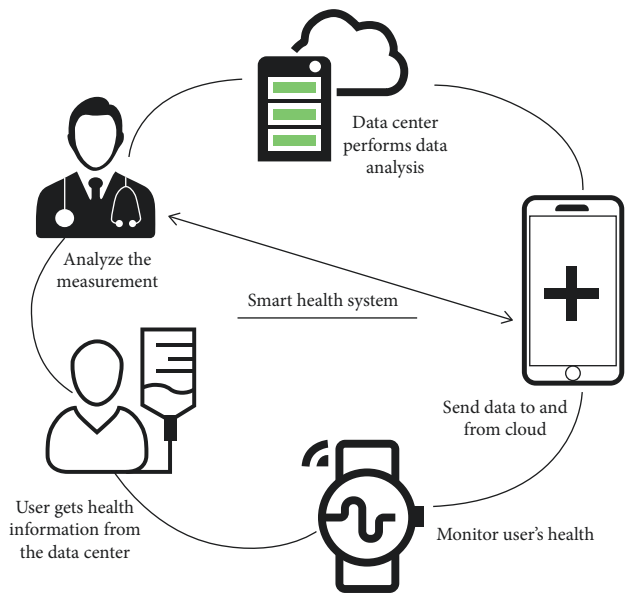 Data center
performs data
analysis
Analyze the
measurement
Smart health system
Send data to and
from cloud
User gets health
information from
the data center
Monitor user’s health